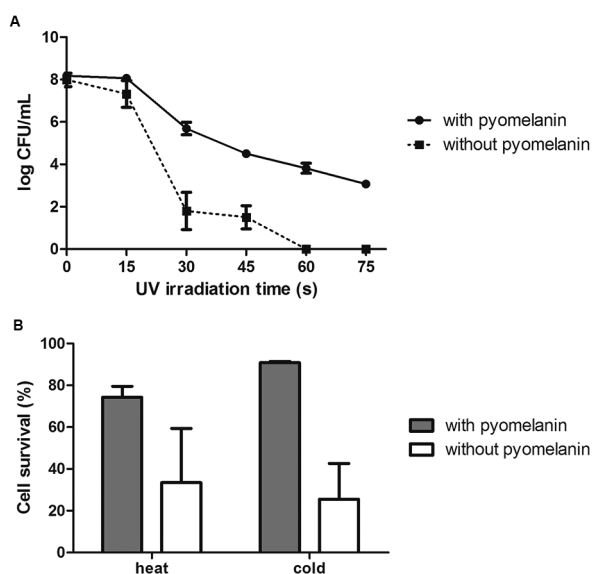 A
10
8
6
4
2
0
log CFU/mL
0 15 30 45 60 75
UV irradiation time (s)
with pyomelanin
without pyomelanin
B
100
80
60
40
20
0
Cell survival (%)
heat cold
with pyomelanin
without pyomelanin